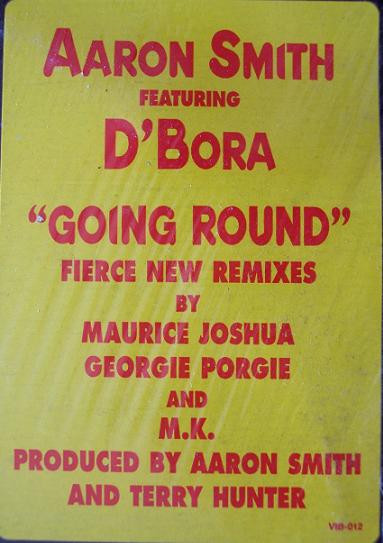 AARON SMITH
FEATURING
D'BORA
"GOING ROUND"
FIERCE NEW REMIXES
BY
MAURICE JOSHUA
GEORGIE PORGIE
AND
M.K.
PRODUCED BY AARON SMITH
AND TERRY HUNTER
VIB-012